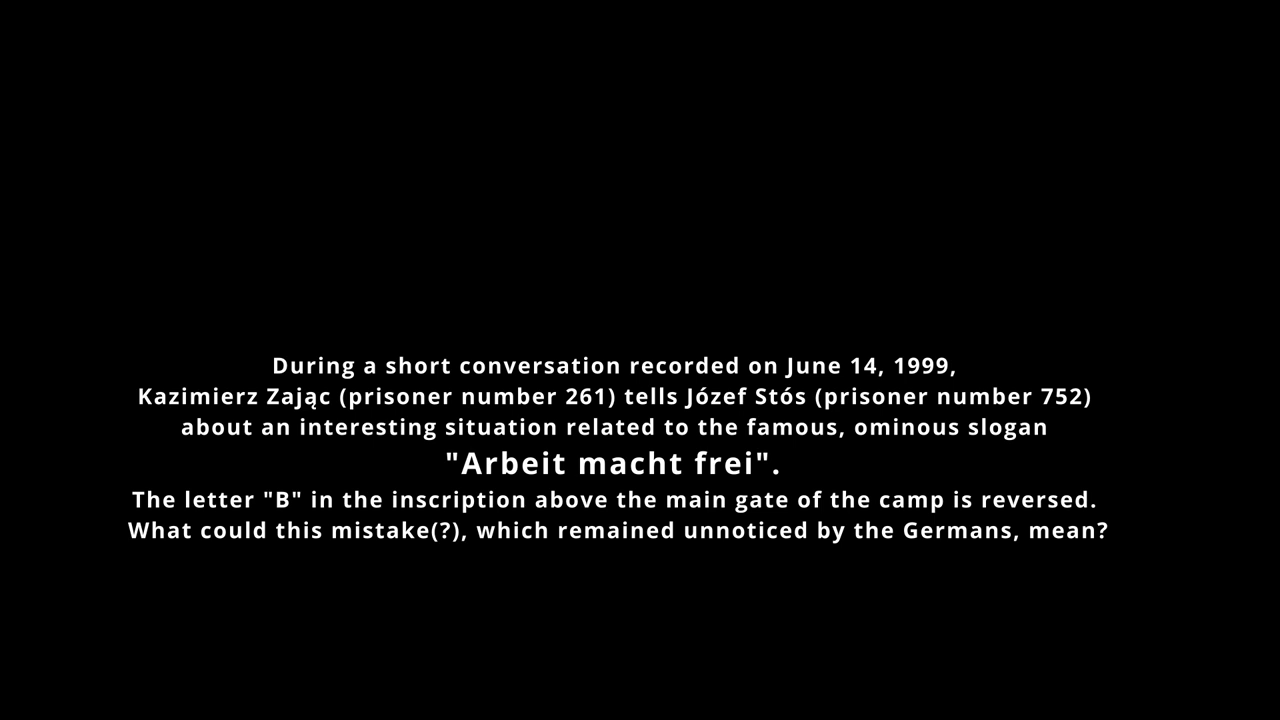 During a short conversation recorded on June 14, 1999,
Kazimierz Zając (prisoner number 261) tells Józef Stós (prisoner number 752)
about an interesting situation related to the famous, ominous slogan
"Arbeit macht frei".
The letter "B" in the inscription above the main gate of the camp is reversed.
What could this mistake(?), which remained unnoticed by the Germans, mean?